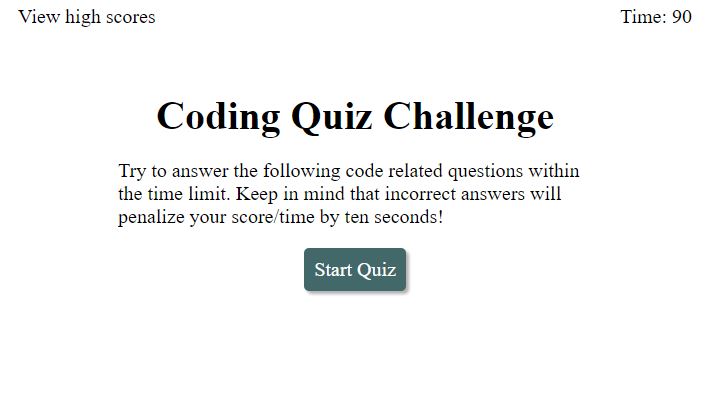 View high scores
Time: 90
Coding Quiz Challenge
Try to answer the following code related questions within
the time limit. Keep in mind that incorrect answers will
penalize your score/time by ten seconds!
Start Quiz